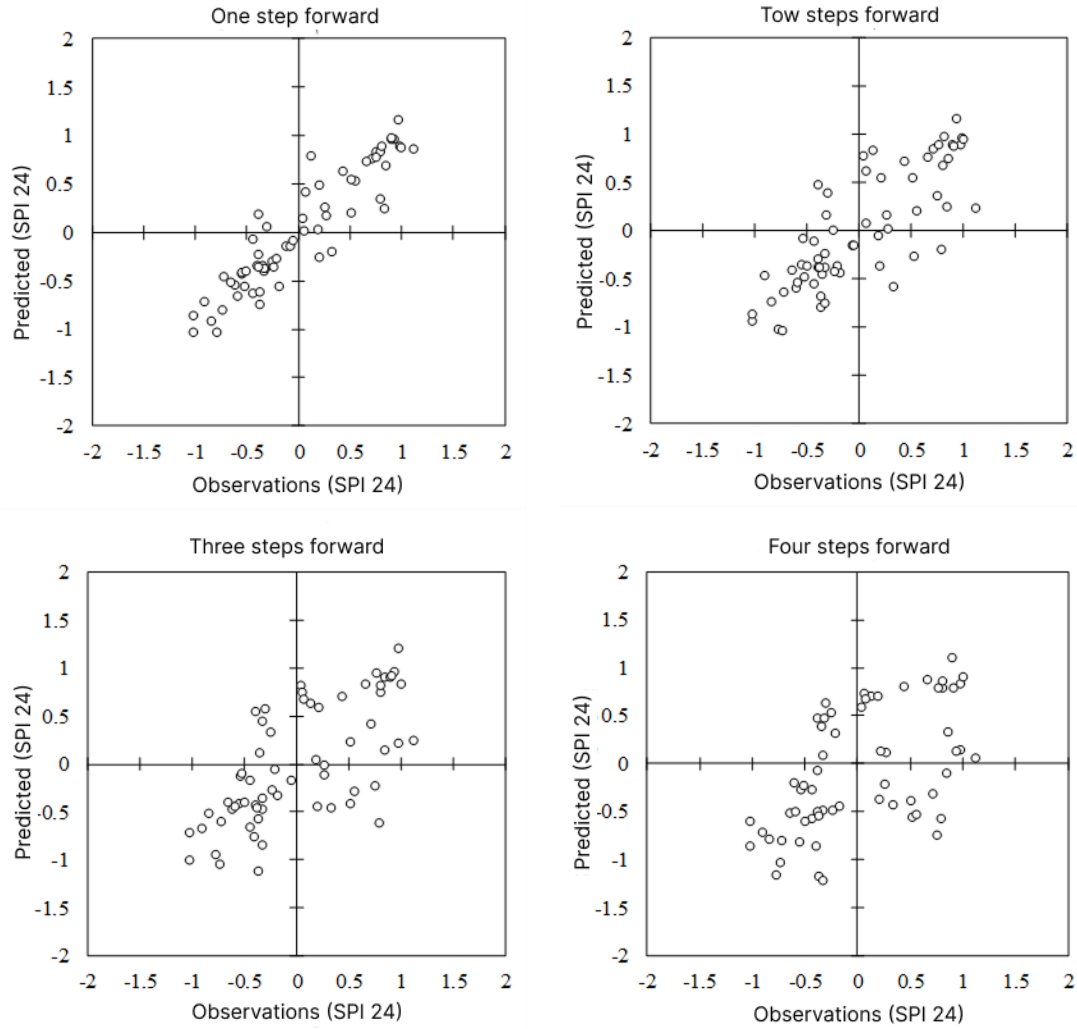 One step forward
2
1.5
1
0.5
0
-0.5
-1
-1.5
-2
-2 -1.5 -1 -0.5 0 0.5 1 1.5 2
Predicted (SPI 24)
Observations (SPI 24)
Tow steps forward
2
1.5
1
0.5
0
-0.5
-1
-1.5
-2
-2 -1.5 -1 -0.5 0 0.5 1 1.5 2
Predicted (SPI 24)
Observations (SPI 24)
Three steps forward
2
1.5
1
0.5
0
-0.5
-1
-1.5
-2
-2 -1.5 -1 -0.5 0 0.5 1 1.5 2
Predicted (SPI 24)
Observations (SPI 24)
Four steps forward
2
1.5
1
0.5
0
-0.5
-1
-1.5
-2
-2 -1.5 -1 -0.5 0 0.5 1 1.5 2
Predicted (SPI 24)
Observations (SPI 24)